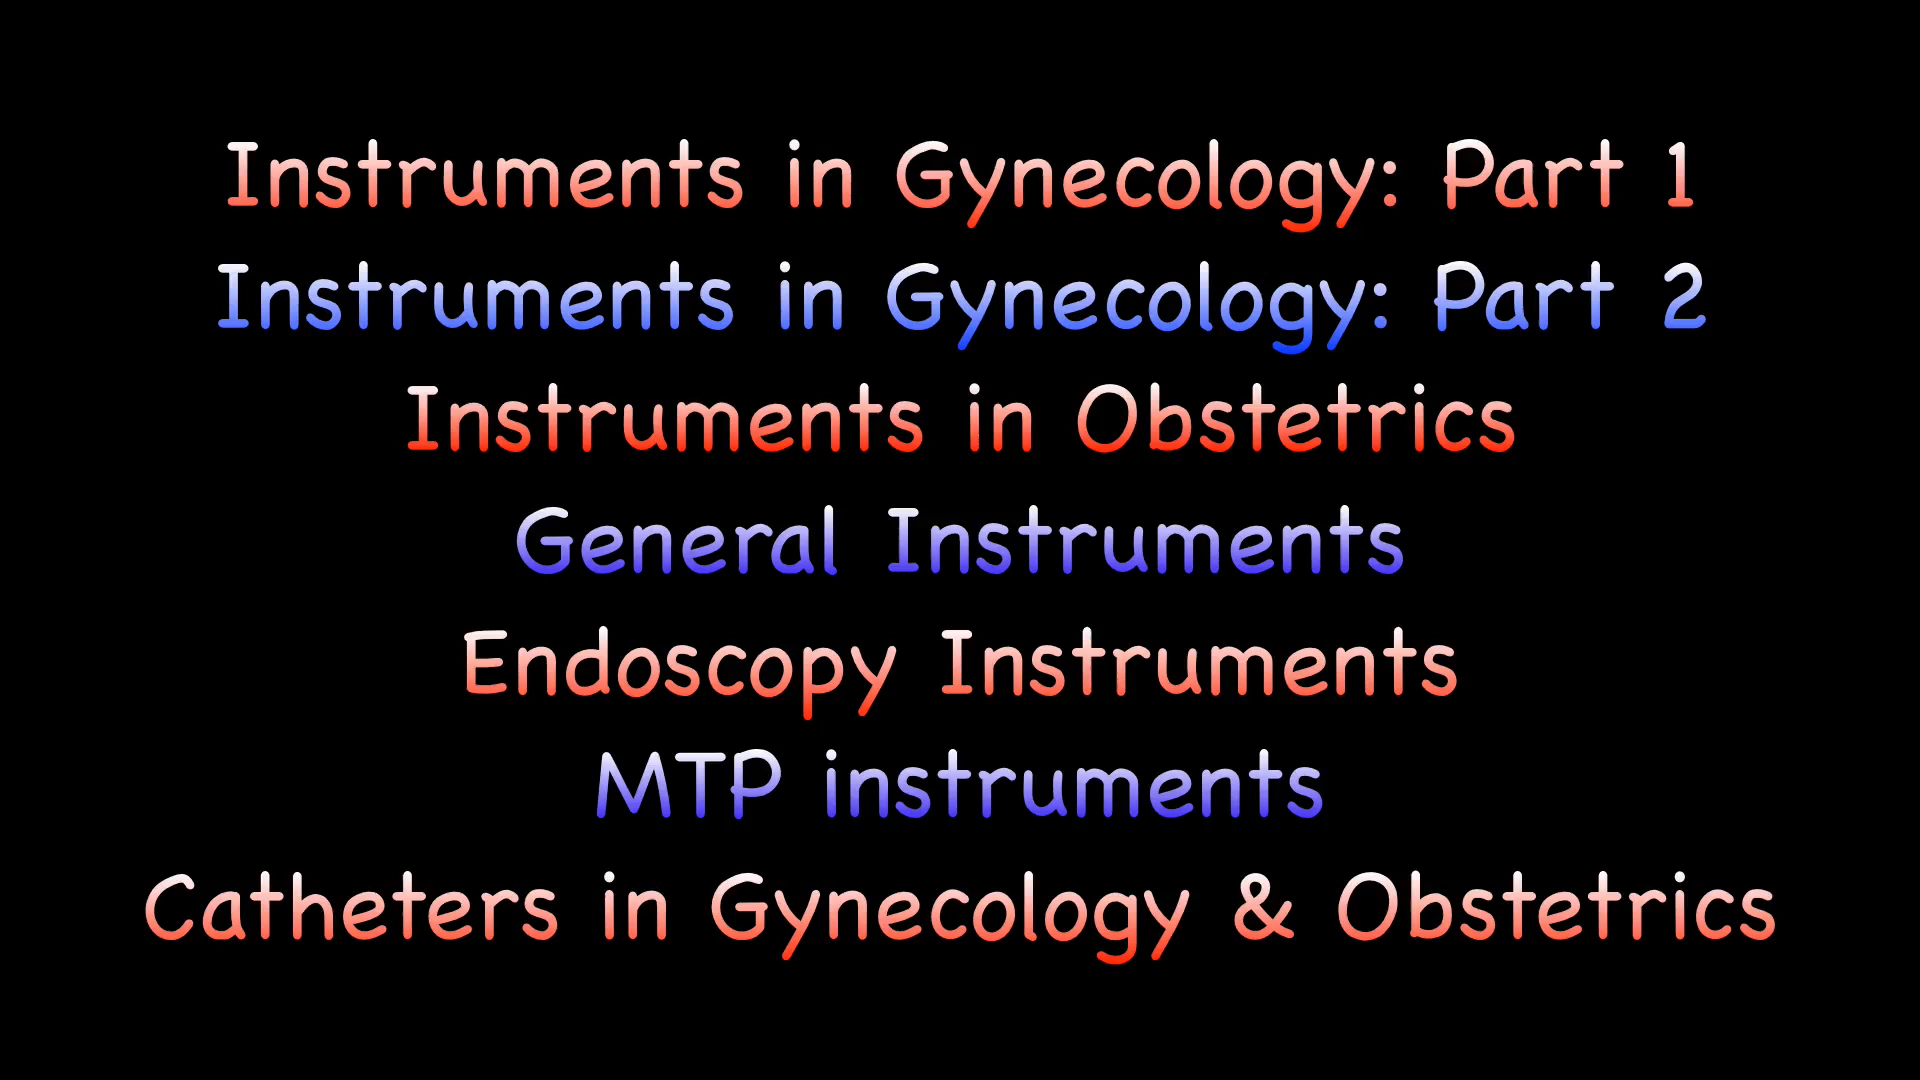 Instruments in Gynecology: Part 1
Instruments in Gynecology: Part 2
Instruments in Obstetrics
General Instruments
Endoscopy Instruments
MTP instruments
Catheters in Gynecology & Obstetrics